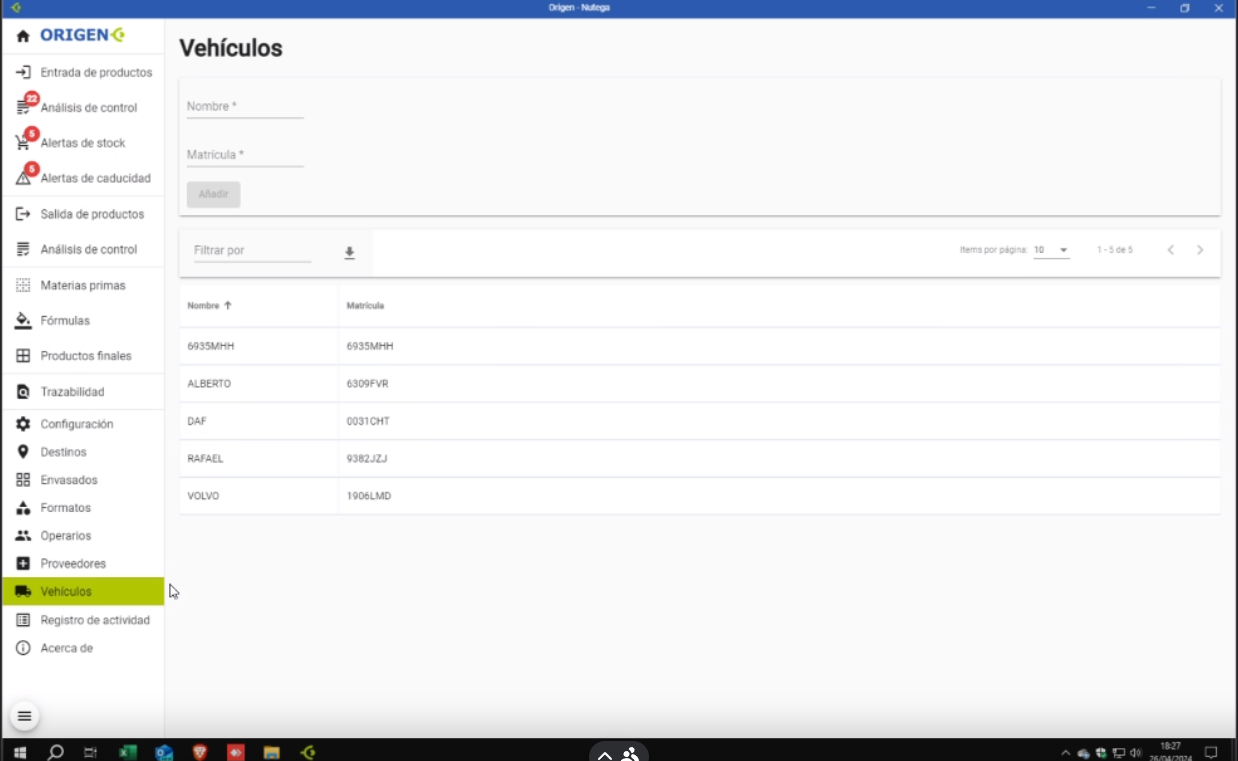 Origen - Nutega
ORIGEN
Entrada de productos
22
Análisis de control
5
Alertas de stock
5
Alertas de caducidad
Salida de productos
Análisis de control
Materias primas
Fórmulas
Productos finales
Trazabilidad
Configuración
Destinos
Envasados
Formatos
Operarios
Proveedores
Vehículos
Registro de actividad
Acerca de
Vehículos
Nombre *
Matrícula *
Añadir
Filtrar por
Items por página: 10
1 - 5 de 5
Nombre Matrícula
6935MHH 6935MHH
ALBERTO 6309FVR
DAF 0031CHT
RAFAEL 9382JZJ
VOLVO 1906LMD
18:27
26/04/2024